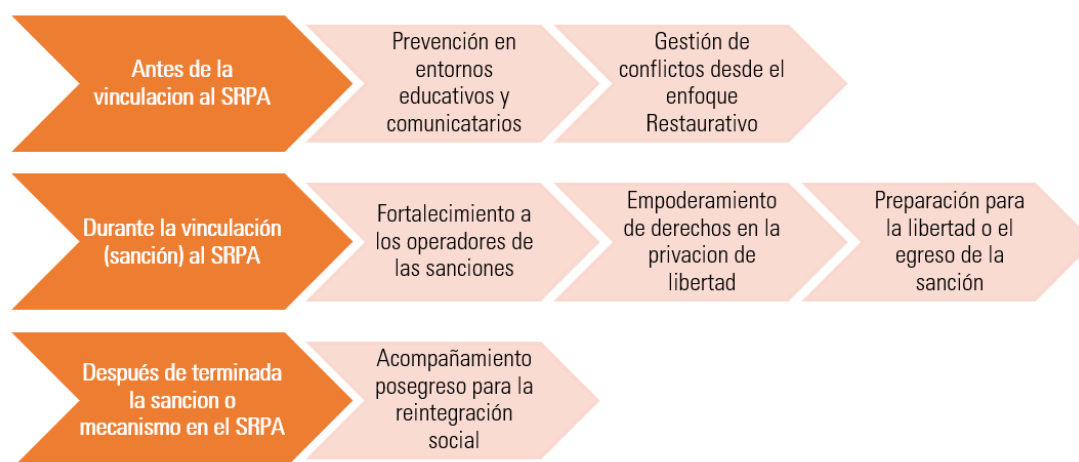 Antes de la
vinculacion al SRPA
Prevención en
entornos
educativos y
comunicatarios
Gestión de
conflictos desde el
enfoque
Restaurativo
Durante la vinculación
(sanción) al SRPA
Fortalecimiento a
los operadores de
las sanciones
Empoderamiento
de derechos en la
privacion de
libertad
Preparación para
la libertad o el
egreso de la
sanción
Después de terminada
la sancion o
mecanismo en el SRPA
Acompañamiento
posegreso para la
reintegración
social